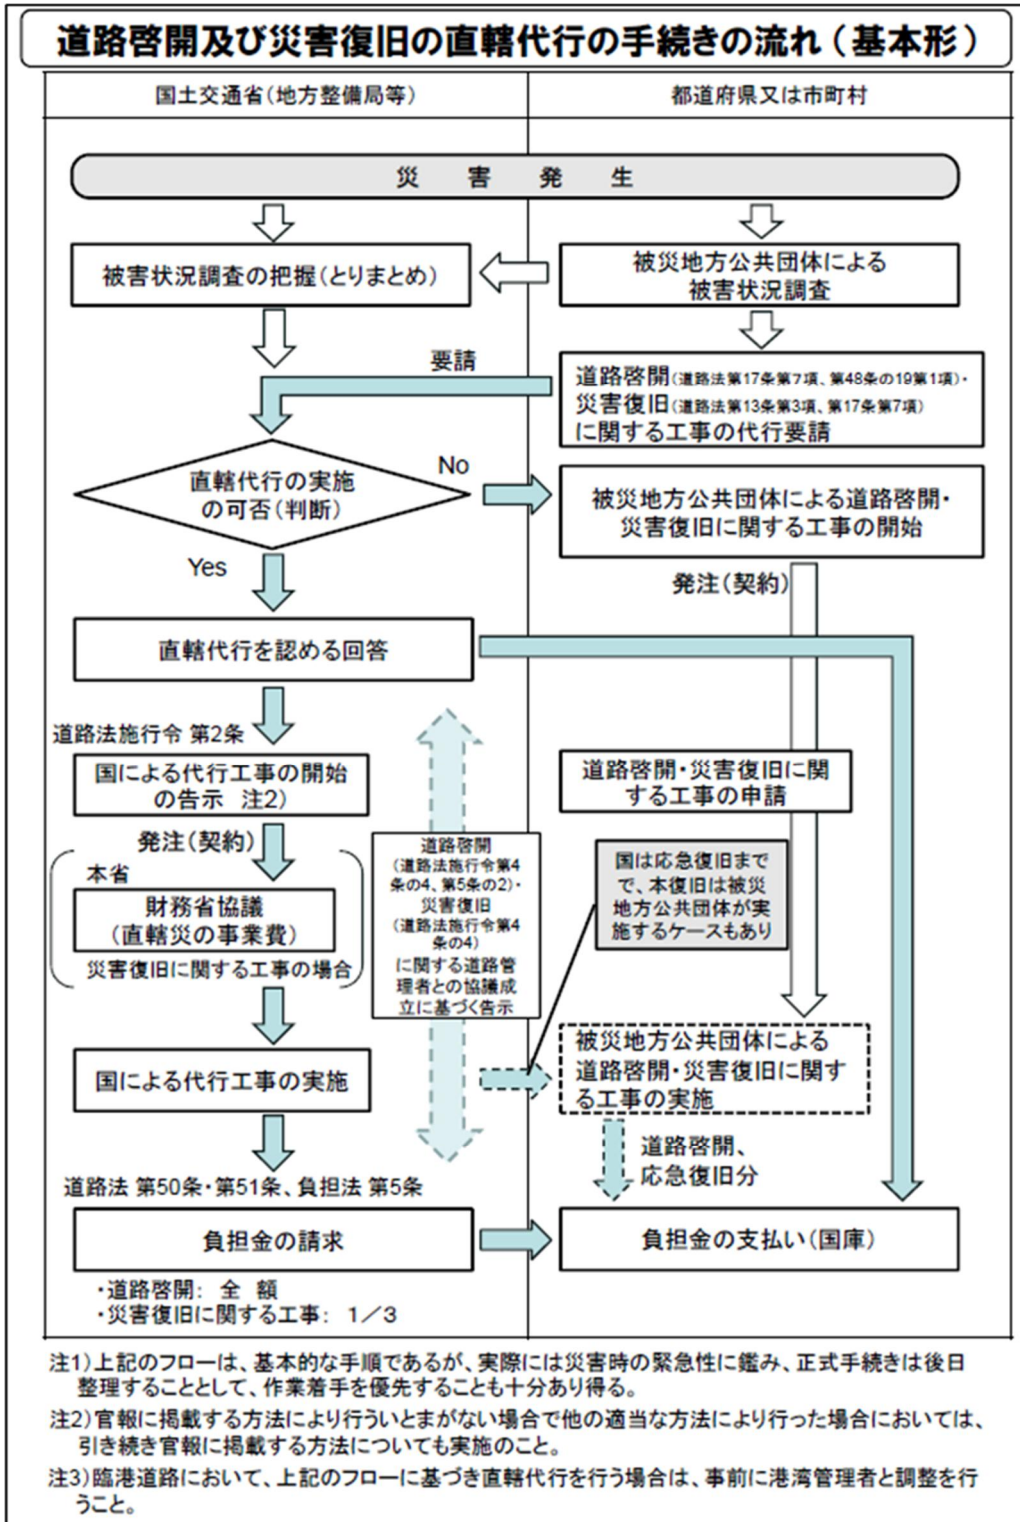 道路啓開及び災害復旧の直轄代行の手続きの流れ（基本形）
国土交通省（地方整備局等）
都道府県又は市町村
災 害 発 生
被害状況調査の把握（とりまとめ）
被災地方公共団体による
被害状況調査
要請
道路啓開（道路法第17条第7項、第48条の19第1項）・
災害復旧（道路法第13条第3項、第17条第7項）
に関する工事の代行要請
直轄代行の実施
の可否（判断）
No
被災地方公共団体による道路啓開・
災害復旧に関する工事の開始
Yes
発注（契約）
直轄代行を認める回答
道路法施行令 第2条
国による代行工事の開始
の告示 注2）
道路啓開・災害復旧に関
する工事の申請
発注（契約）
本省
財務省協議
（直轄災の事業費）
災害復旧に関する工事の場合
道路啓開
（道路法施行令第4
条の4、第5条の2）・
災害復旧
（道路法施行令第4
条の4）
に関する道路管
理者との協議成
立に基づく告示
国は応急復旧まで
で、本復旧は被災
地方公共団体が実
施するケースもあり
国による代行工事の実施
被災地方公共団体による
道路啓開・災害復旧に関す
る工事の実施
道路啓開、
応急復旧分
道路法 第50条・第51条、負担法 第5条
負担金の請求
負担金の支払い（国庫）
・道路啓開： 全 額
・災害復旧に関する工事： 1／3
注1）上記のフローは、基本的な手順であるが、実際には災害時の緊急性に鑑み、正式手続きは後日
整理することとして、作業着手を優先することも十分あり得る。
注2）官報に掲載する方法により行ういとまがない場合で他の適当な方法により行った場合においては、
引き続き官報に掲載する方法についても実施のこと。
注3）臨港道路において、上記のフローに基づき直轄代行を行う場合は、事前に港湾管理者と調整を行
うこと。